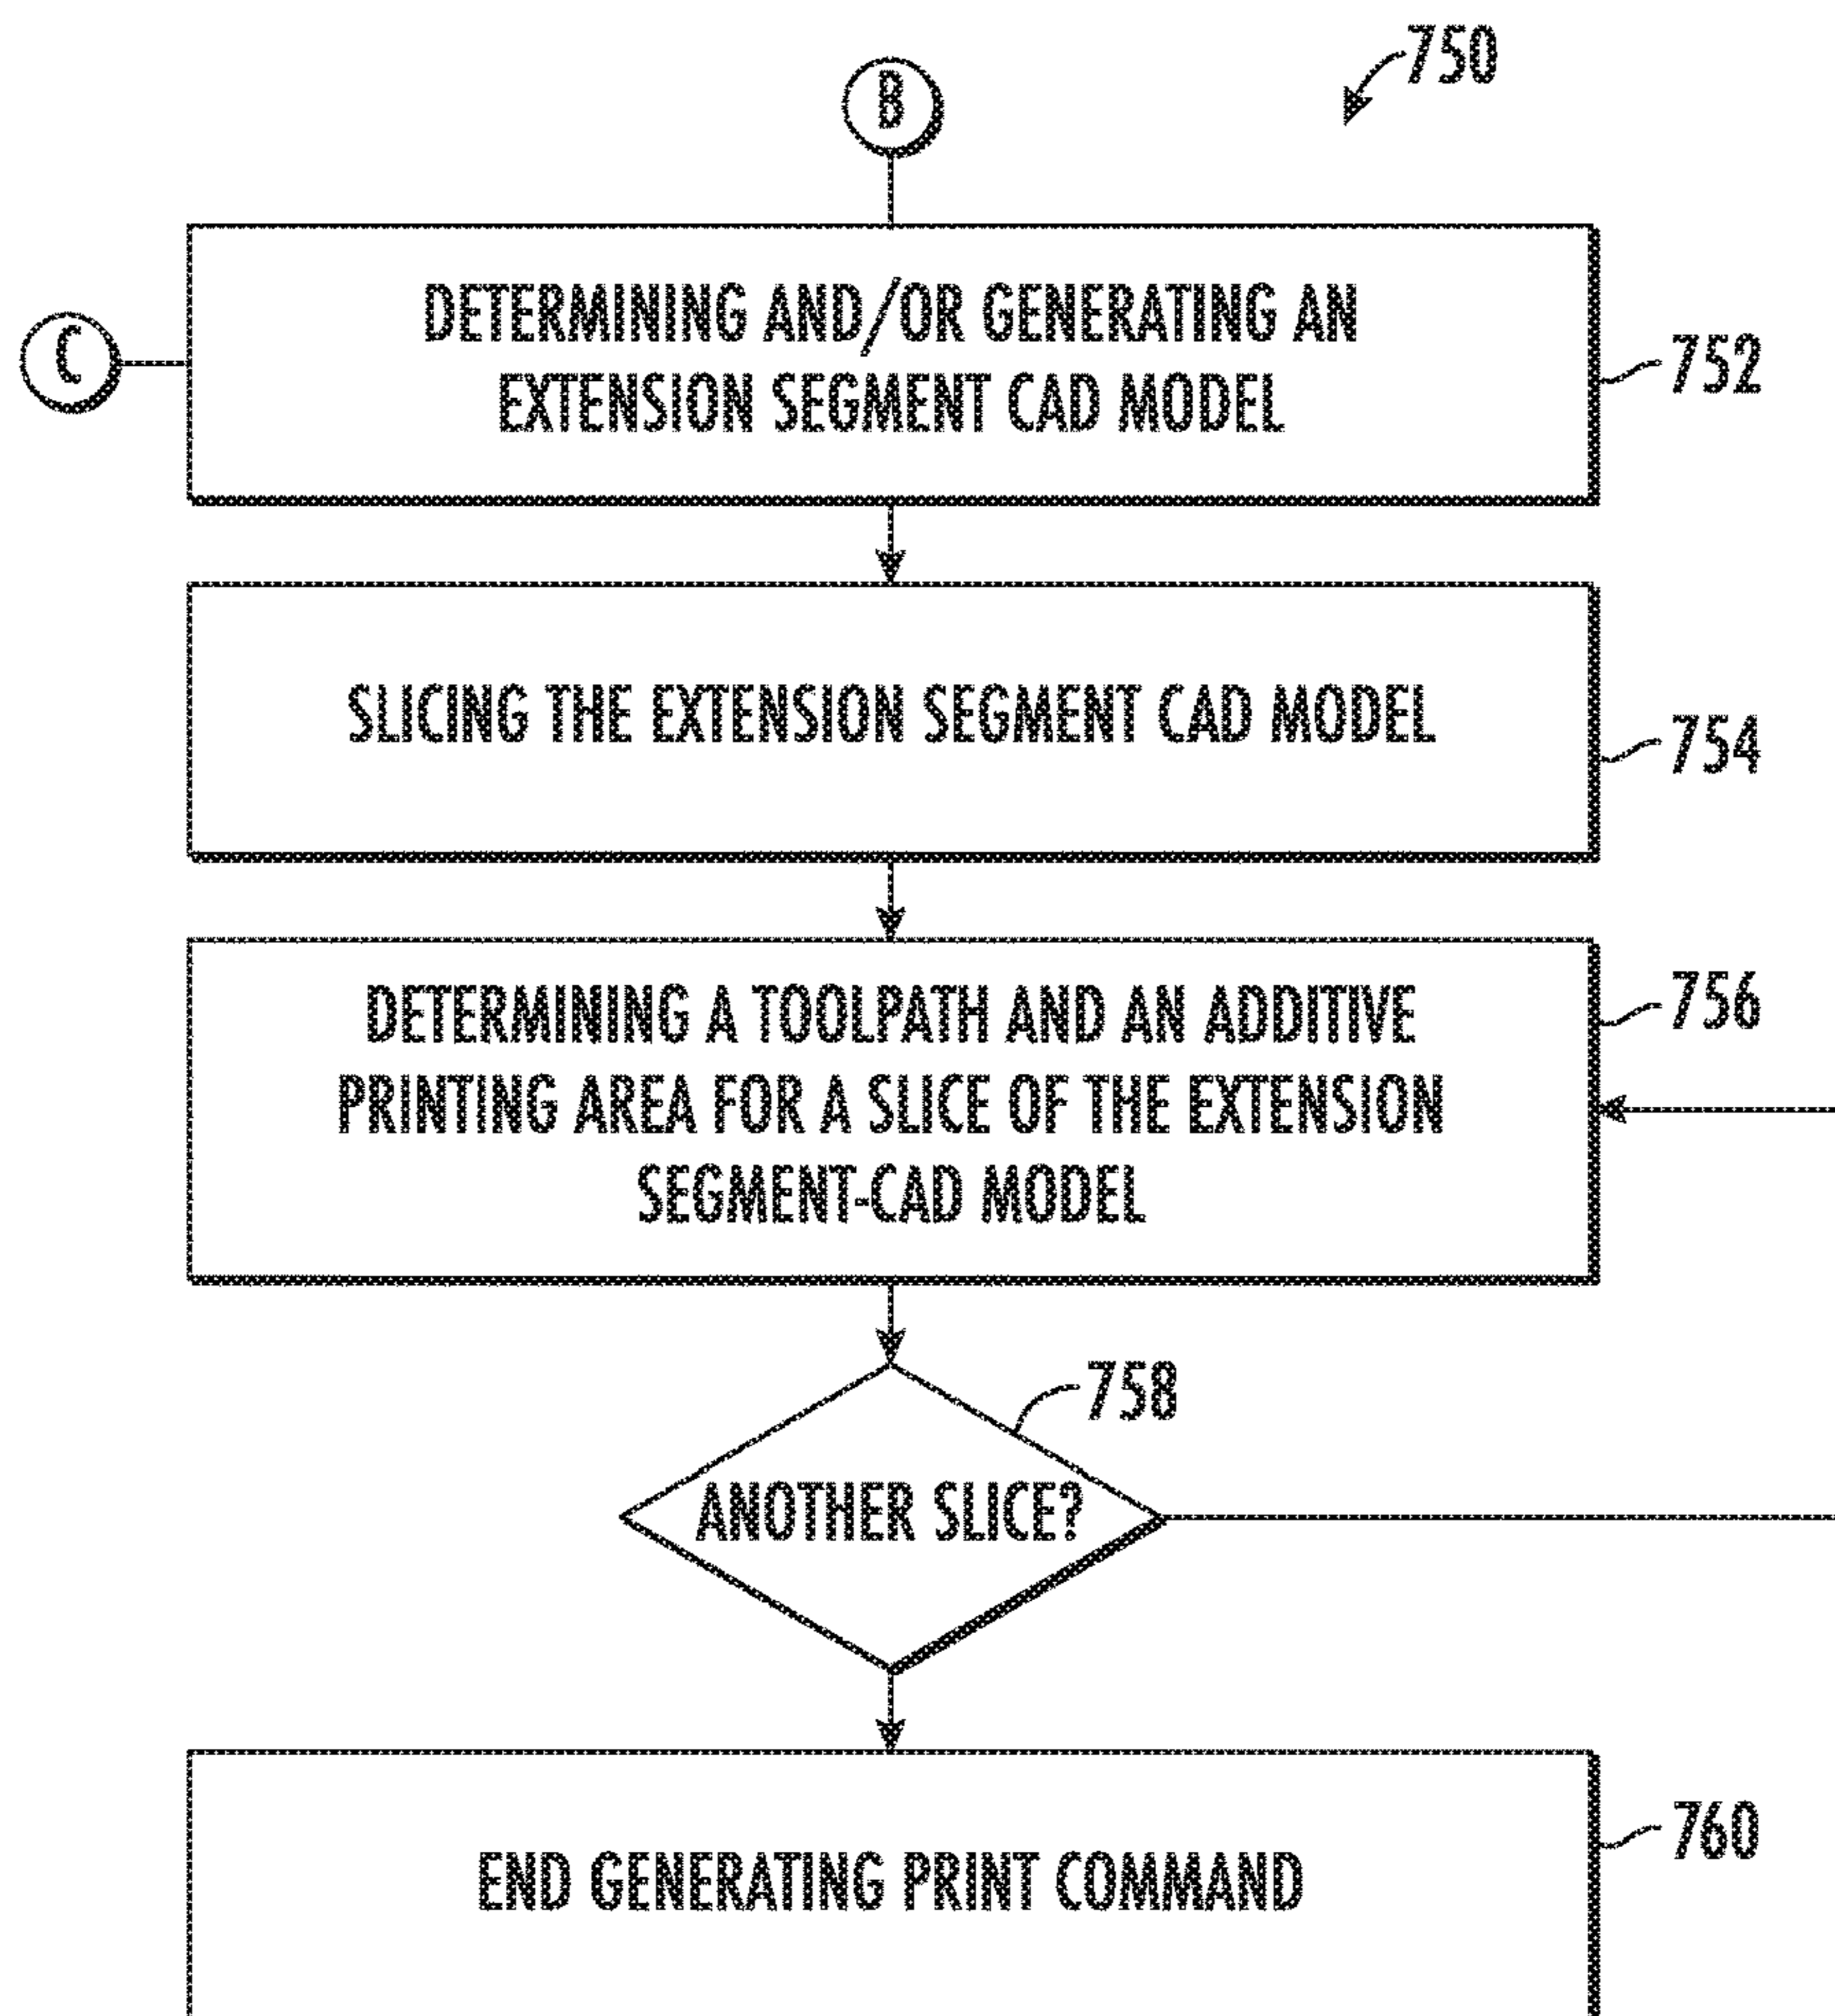 B
750
C
DETERMINING AND/OR GENERATING AN
EXTENSION SEGMENT CAD MODEL
752
SLICING THE EXTENSION SEGMENT CAD MODEL
754
DETERMINING A TOOLPATH AND AN ADDITIVE
PRINTING AREA FOR A SLICE OF THE EXTENSION
SEGMENT-CAD MODEL
756
758
ANOTHER SLICE?
END GENERATING PRINT COMMAND
760